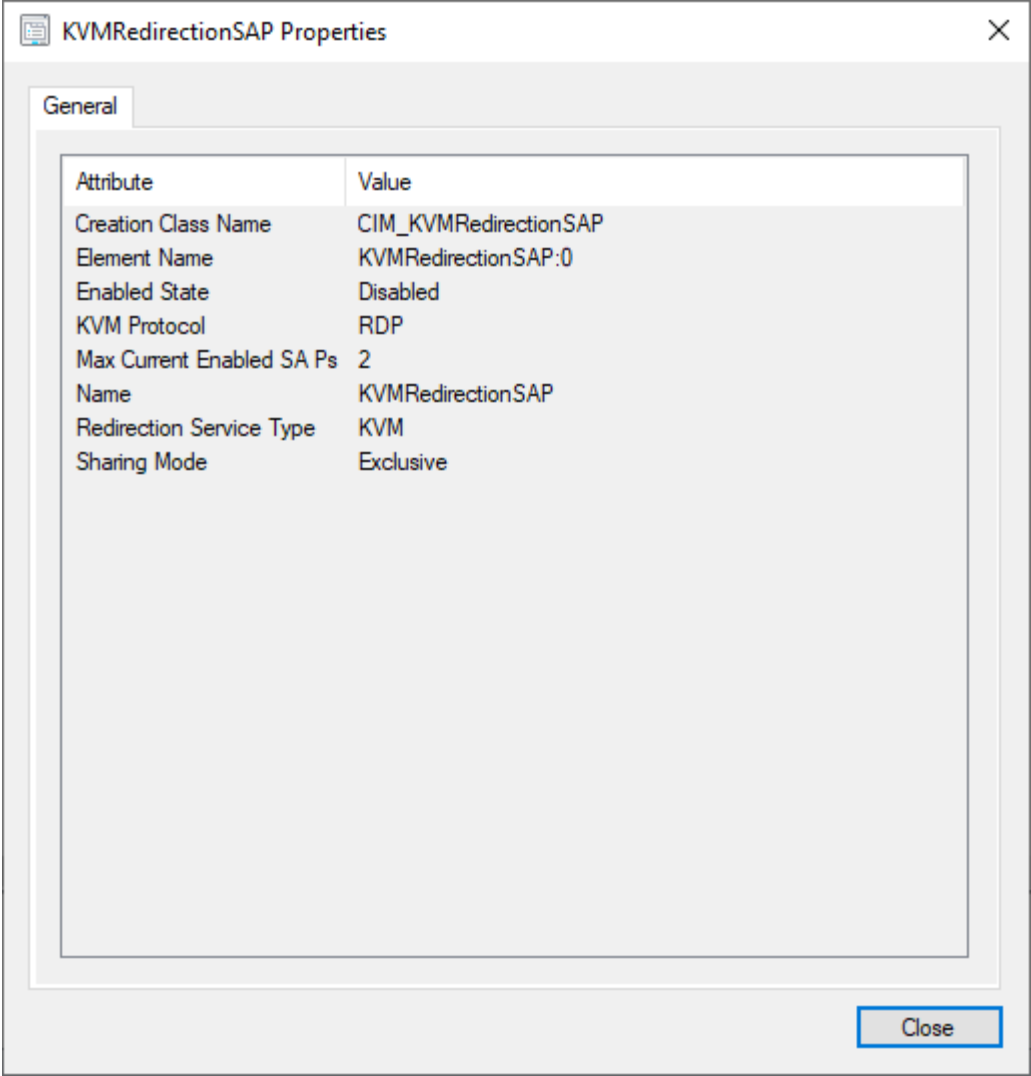 KVMRedirectionSAP Properties
General
Attribute Value
Creation Class Name CIM_KVMRedirectionSAP
Element Name KVMRedirectionSAP:0
Enabled State Disabled
KVM Protocol RDP
Max Current Enabled SA Ps 2
Name KVMRedirectionSAP
Redirection Service Type KVM
Sharing Mode Exclusive
Close